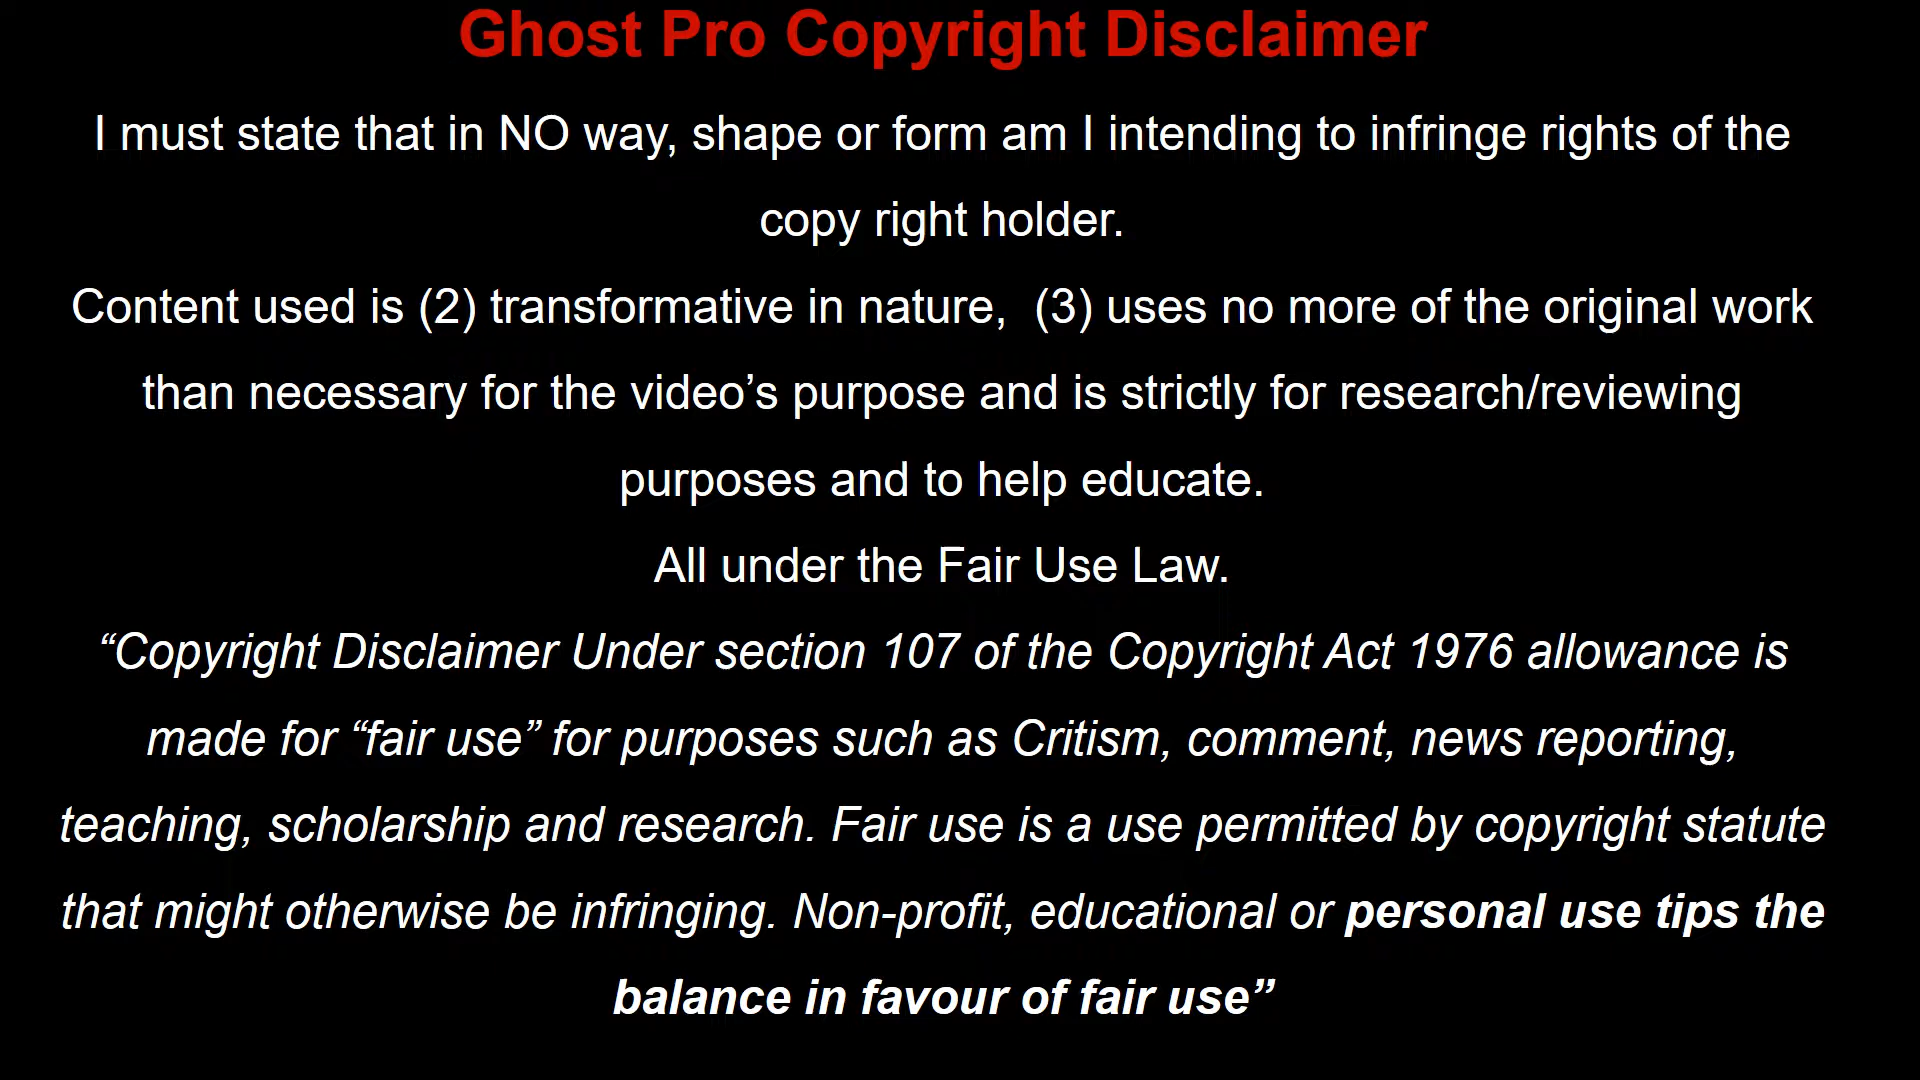 Ghost Pro Copyright Disclaimer
I must state that in NO way, shape or form am I intending to infringe rights of the
copy right holder.
Content used is (2) transformative in nature,  (3) uses no more of the original work
than necessary for the video’s purpose and is strictly for research/reviewing
purposes and to help educate.
All under the Fair Use Law.
“Copyright Disclaimer Under section 107 of the Copyright Act 1976 allowance is
made for “fair use” for purposes such as Critism, comment, news reporting,
teaching, scholarship and research. Fair use is a use permitted by copyright statute
that might otherwise be infringing. Non-profit, educational or personal use tips the
balance in favour of fair use”